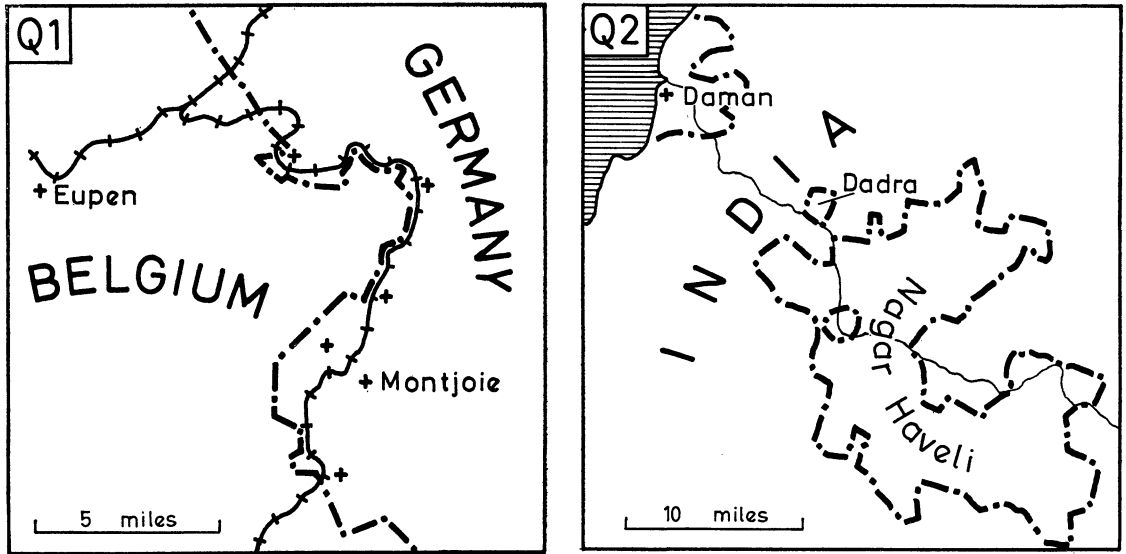 Q1
GERMANY
Eupen
BELGIUM
Montjoie
5 miles
Q2
Daman
INDIA
Dadra
Nagar
Haveli
10 miles